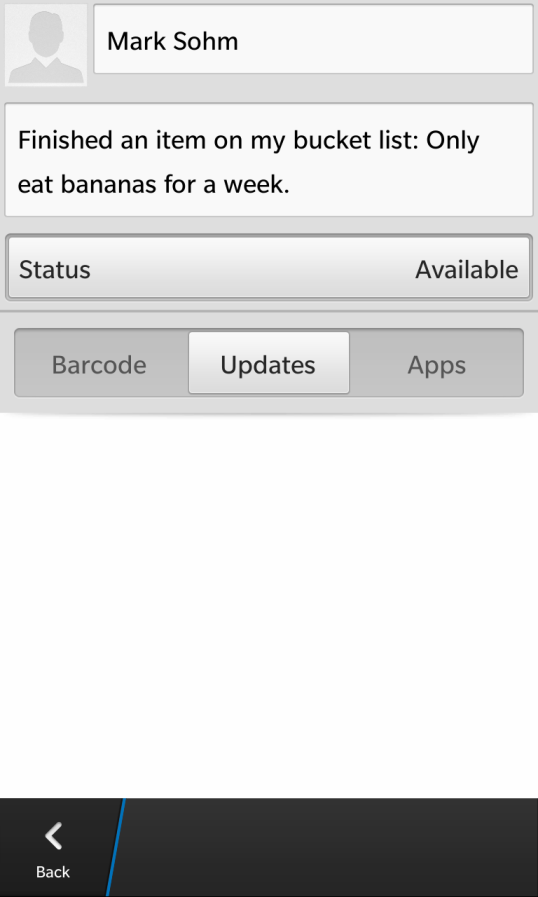 Mark Sohm
Finished an item on my bucket list: Only
eat bananas for a week.
Status Available
Barcode Updates Apps
Back